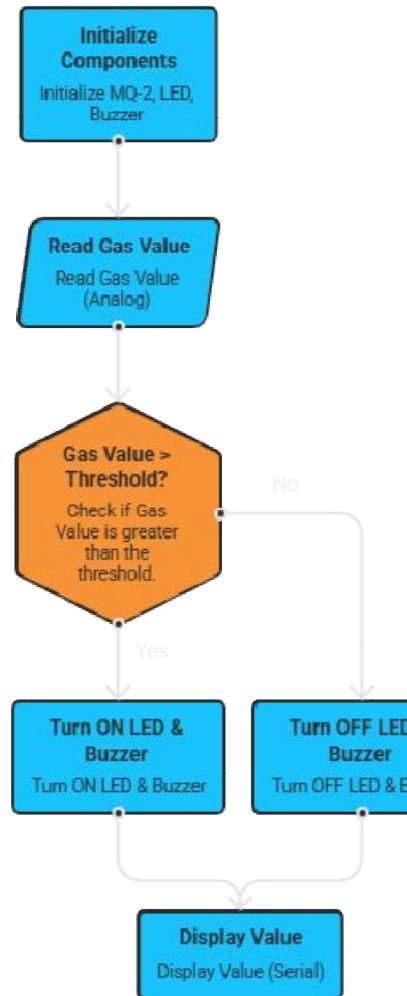 Initialize
Components
Initialize MQ-2, LED,
Buzzer
Read Gas Value
Read Gas Value
(Analog)
Gas Value >
Threshold?
Check if Gas
Value is greater
than the
threshold.
No
Yes
Turn ON LED &
Buzzer
Turn ON LED & Buzzer
Turn OFF LED
Buzzer
Turn OFF LED &
Display Value
Display Value (Serial)